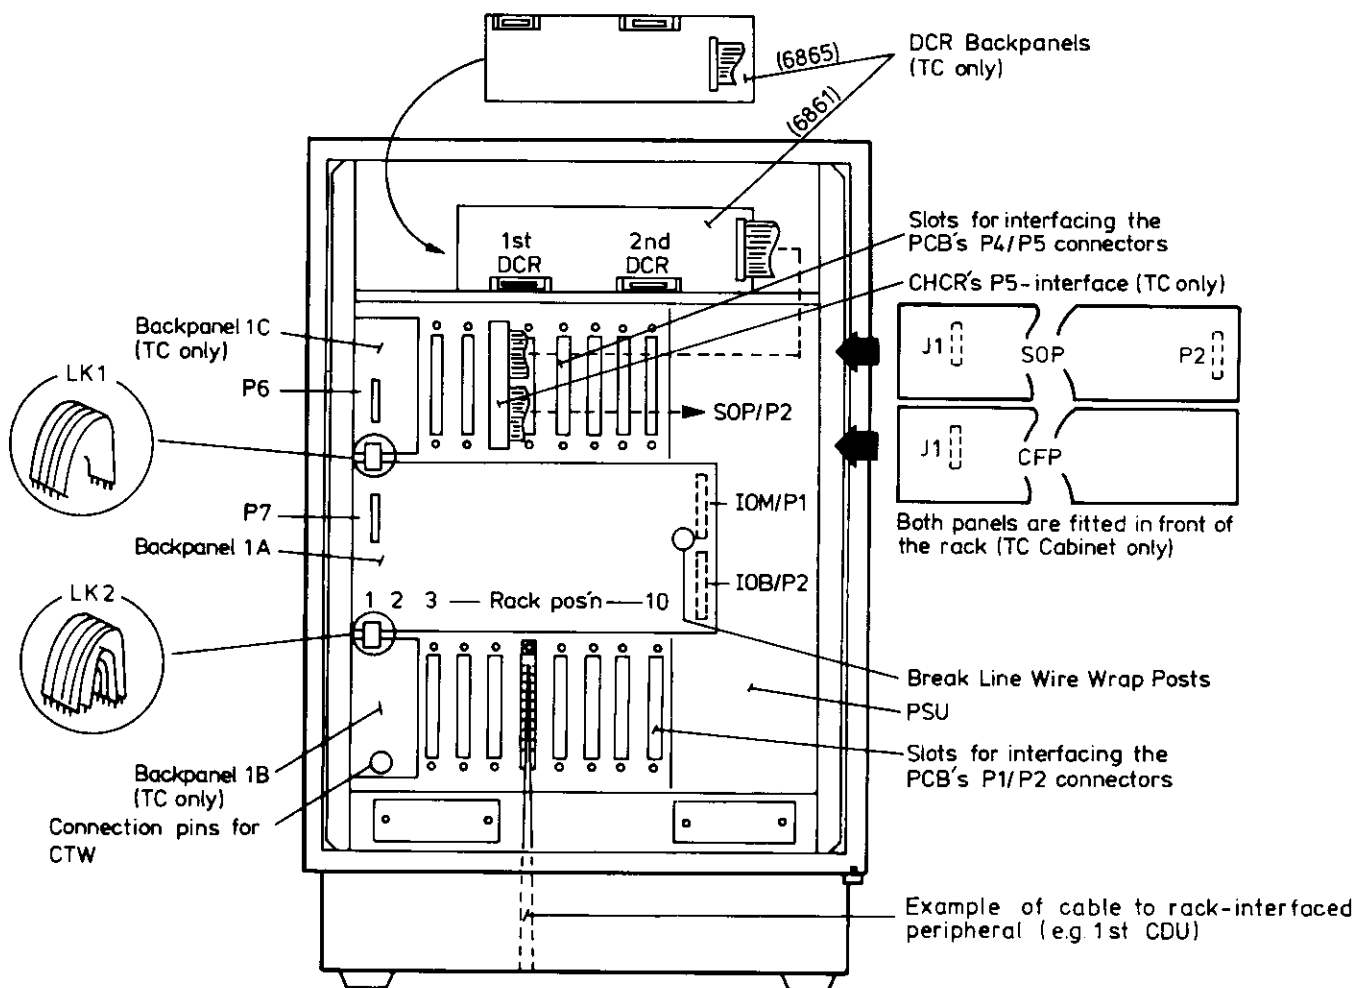 DCR Backpanels
(TC only)
(6865)
(6861)
1st
DCR
2nd
DCR
Slots for interfacing the
PCB's P4/P5 connectors
CHCR's P5-interface (TC only)
Backpanel 1C
(TC only)
LK1
P6
SOP/P2
J1
SOP
P2
J1
CFP
Both panels are fitted in front of
the rack (TC Cabinet only)
P7
Backpanel 1A
IOM/P1
IOB/P2
LK2
1 2 3 — Rack pos'n — 10
Break Line Wire Wrap Posts
PSU
Slots for interfacing the
PCB's P1/P2 connectors
Backpanel 1B
(TC only)
Connection pins for
CTW
Example of cable to rack-interfaced
peripheral (e.g. 1st CDU)